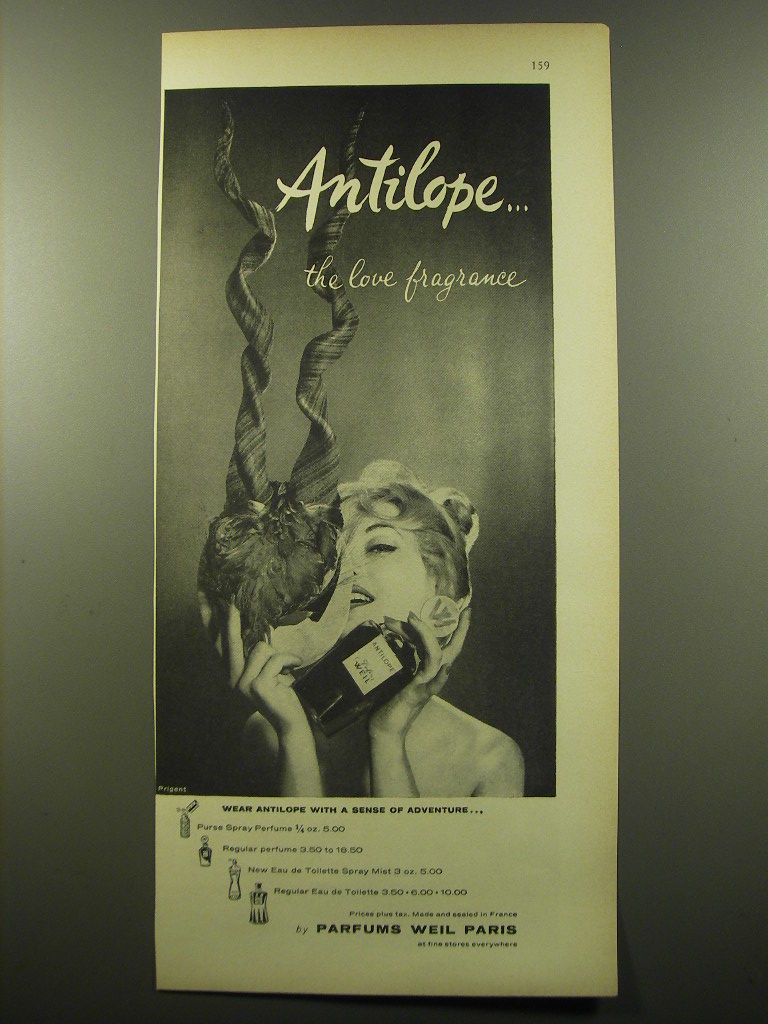 159
Antilope...
the love fragrance
ANTILOPE
WEIL
Prigent
WEAR ANTILOPE WITH A SENSE OF ADVENTURE...
Purse Spray Perfume 1/4 oz. 5.00
Regular perfume 3.50 to 18.50
New Eau de Toilette Spray Mist 3 oz. 5.00
Regular Eau de Toilette 3.50 • 6.00 • 10.00
Prices plus tax. Made and sealed in France
by PARFUMS WEIL PARIS
at fine stores everywhere